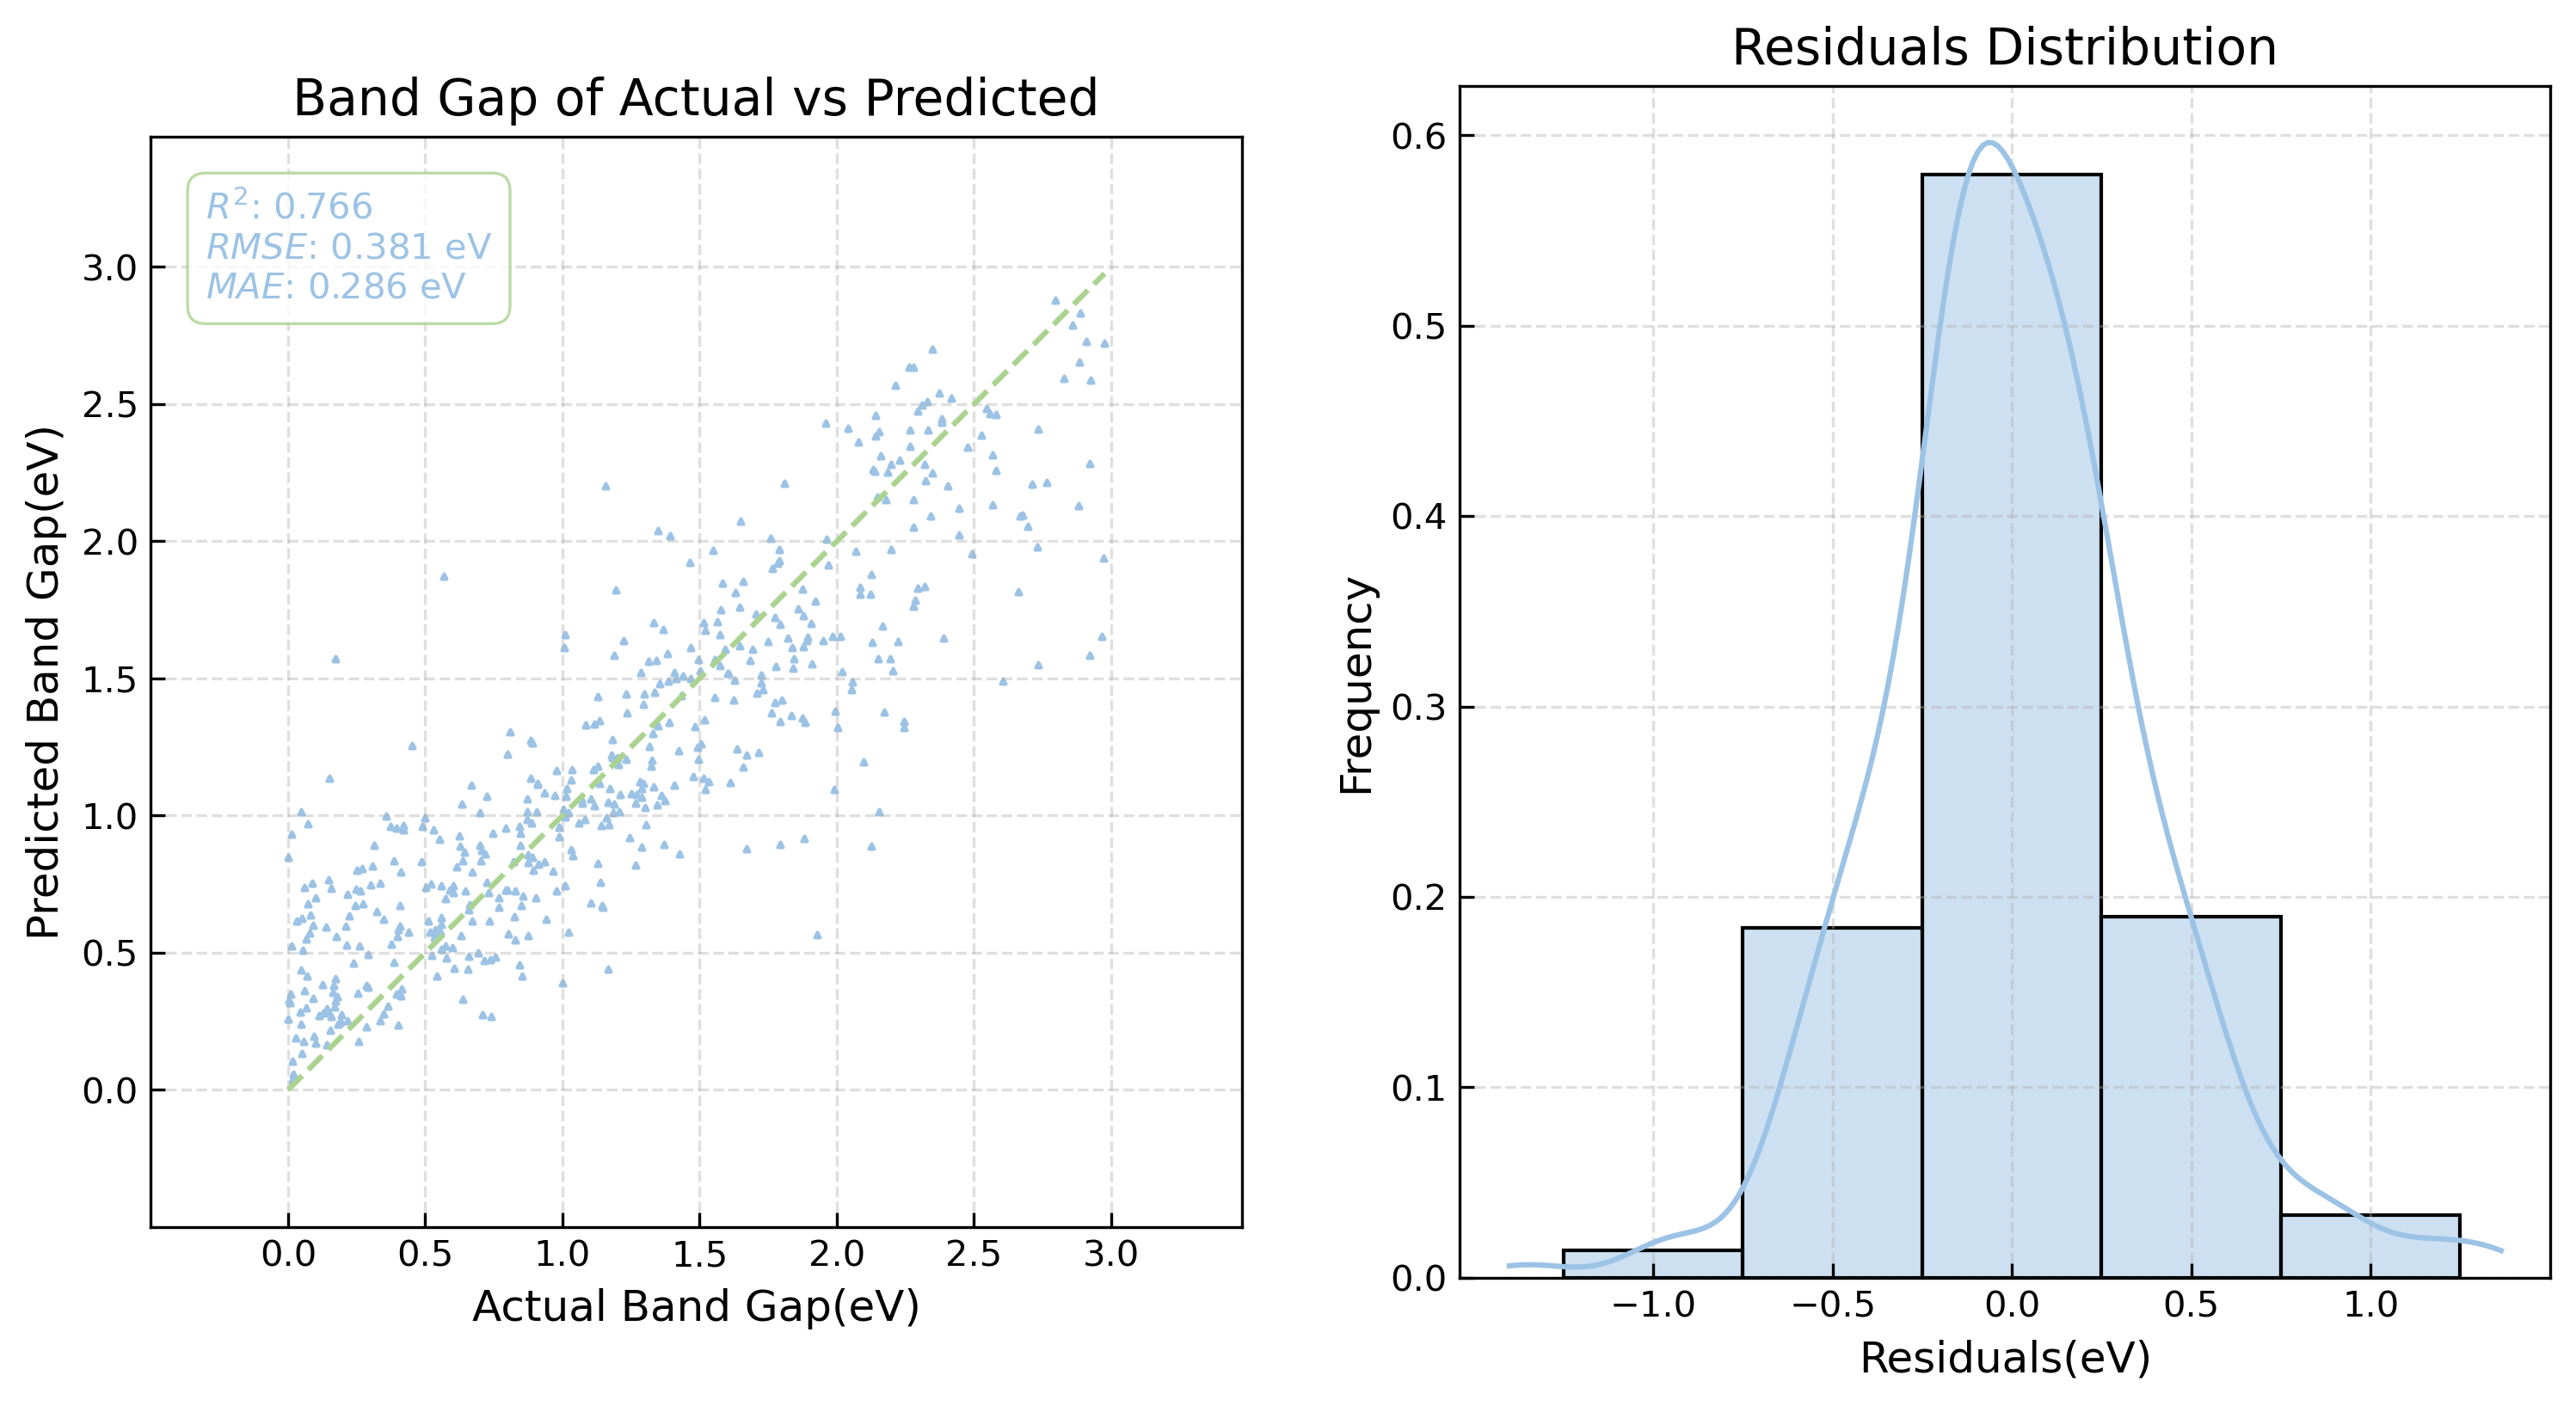 Band Gap of Actual vs Predicted
R²: 0.766
RMSE: 0.381 eV
MAE: 0.286 eV
Predicted Band Gap(eV)
3.0
2.5
2.0
1.5
1.0
0.5
0.0
0.0 0.5 1.0 1.5 2.0 2.5 3.0
Actual Band Gap(eV)
Residuals Distribution
Frequency
0.6
0.5
0.4
0.3
0.2
0.1
0.0
−1.0 −0.5 0.0 0.5 1.0
Residuals(eV)